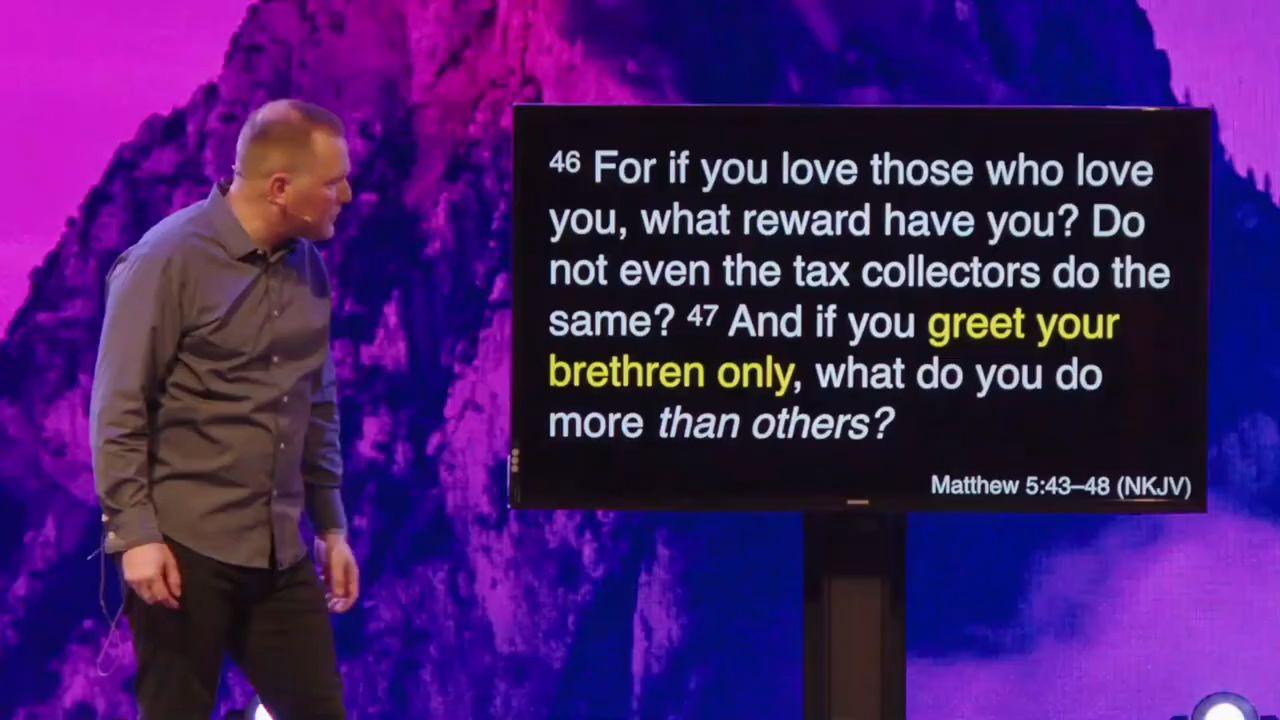 46 For if you love those who love
you, what reward have you? Do
not even the tax collectors do the
same? 47 And if you greet your
brethren only, what do you do
more than others?
Matthew 5:43–48 (NKJV)